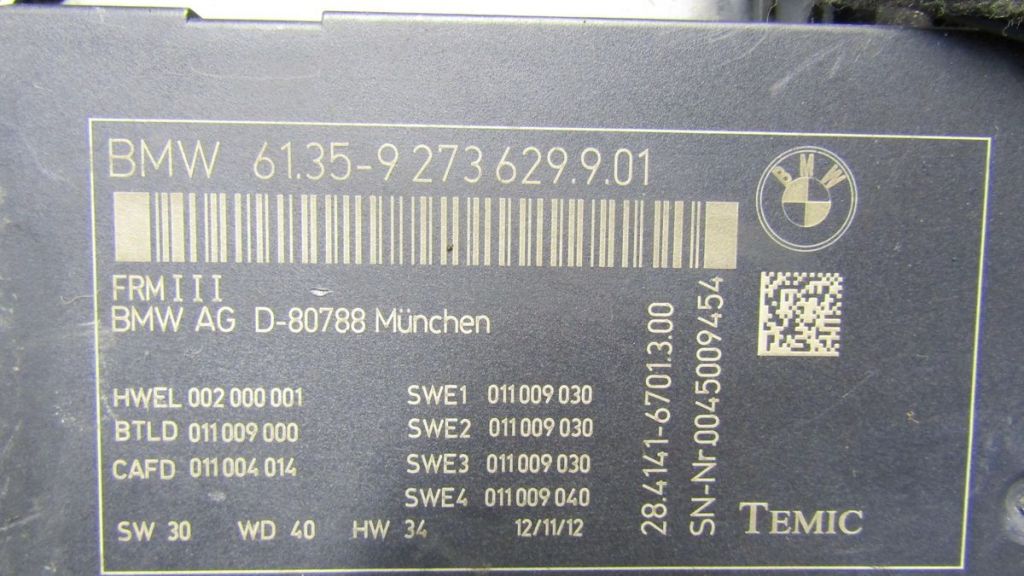 BMW 61.35-9 273 629.9.01
BMW
FRMIII
BMW AG D-80788 München
HWEL 002 000 001
BTLD 011 009 000
CAFD 011 004 014
SWE1 011 009 030
SWE2 011 009 030
SWE3 011 009 030
SWE4 011 009 040
SW 30 WD 40 HW 34 12/11/12
28.4141-6701.3.00
SN-Nr.0045009454
TEMIC